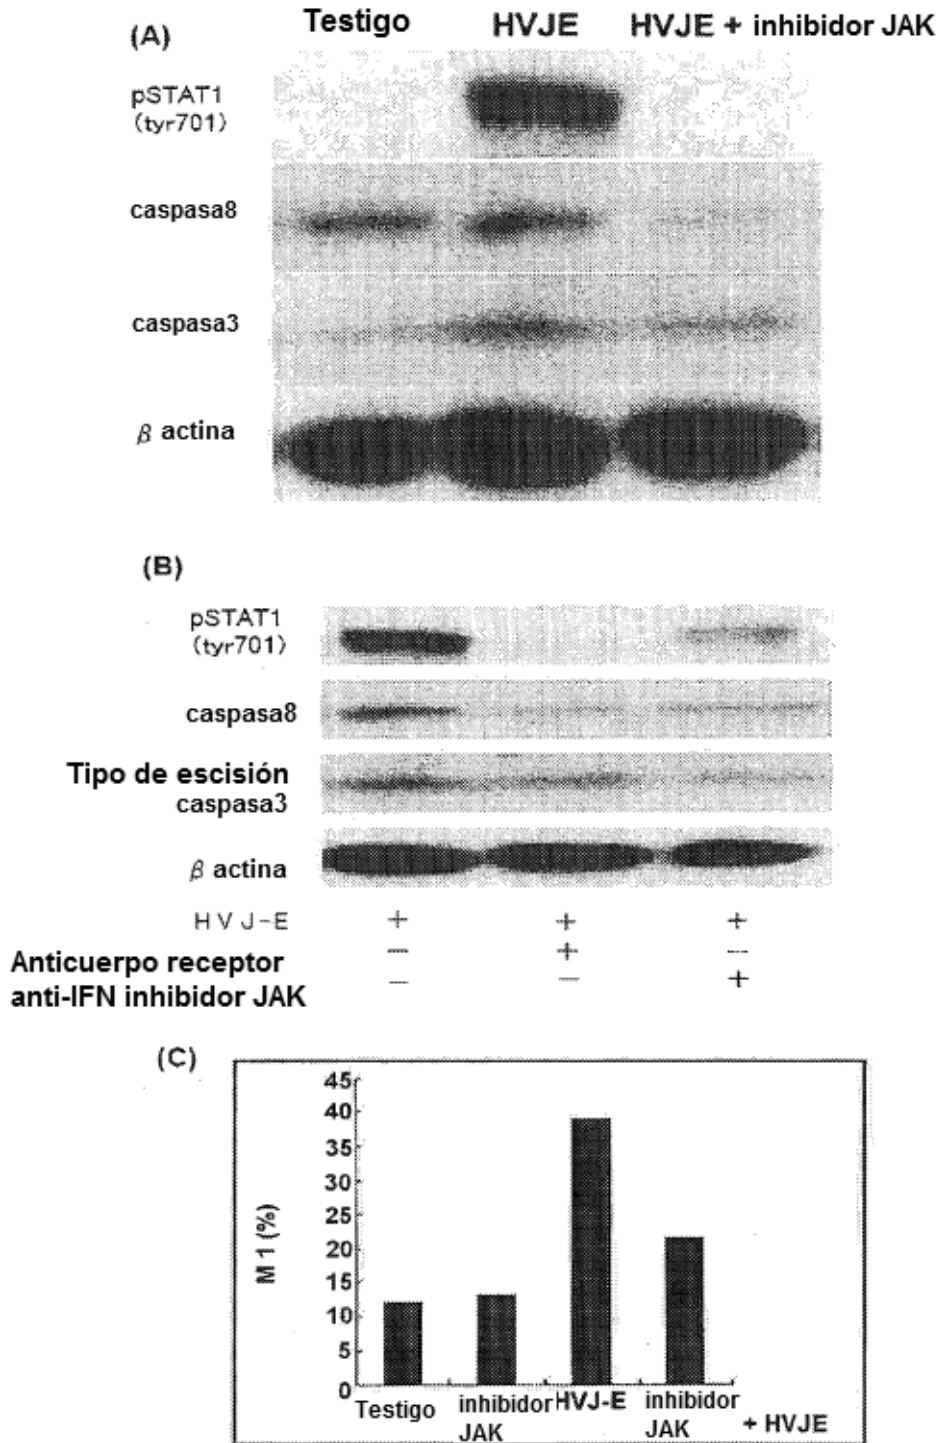 (A)
Testigo HVJE HVJE + inhibidor JAK
pSTAT1
(tyr701)
caspasa8
caspasa3
β actina
(B)
pSTAT1
(tyr701)
caspasa8
Tipo de escisión
caspasa3
β actina
HVJ-E + + +
Anticuerpo receptor − + −
anti-IFN inhibidor JAK − − +
(C)
M 1 (%)
45
40
35
30
25
20
15
10
5
0
Testigo inhibidor JAK HVJ-E inhibidor JAK + HVJE